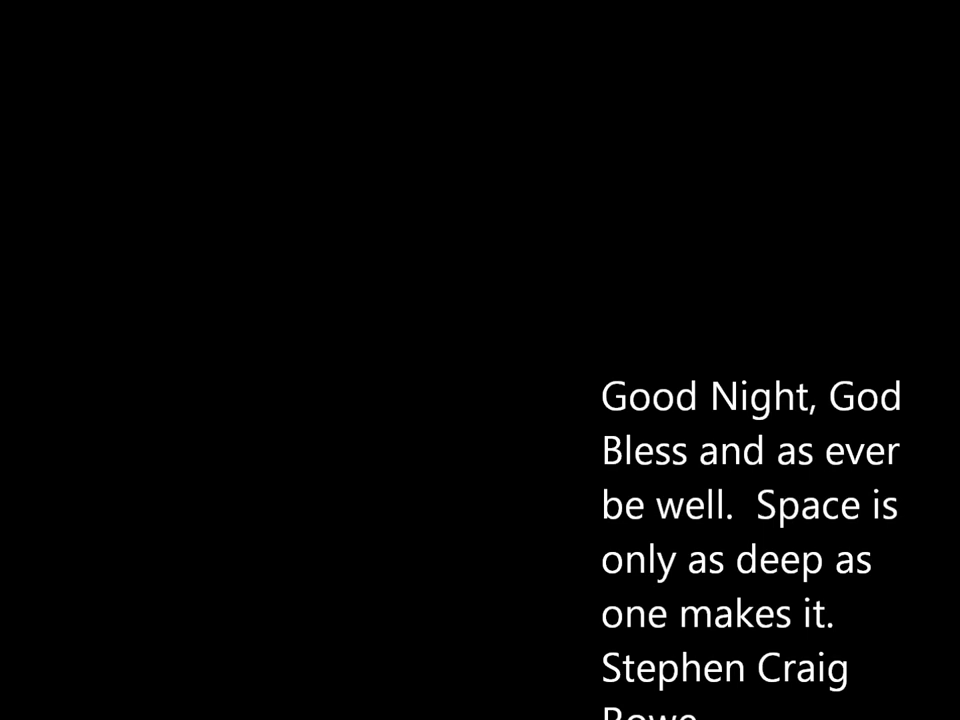 Good Night, God
Bless and as ever
be well.  Space is
only as deep as
one makes it.
Stephen Craig